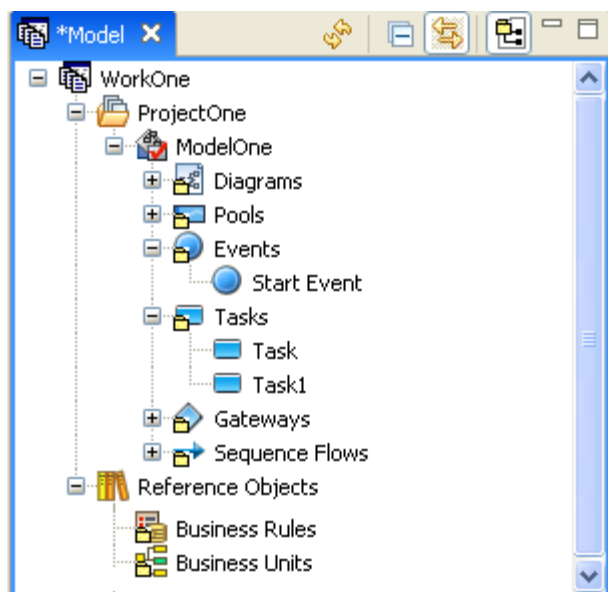 *Model
WorkOne
ProjectOne
ModelOne
Diagrams
Pools
Events
Start Event
Tasks
Task
Task1
Gateways
Sequence Flows
Reference Objects
Business Rules
Business Units